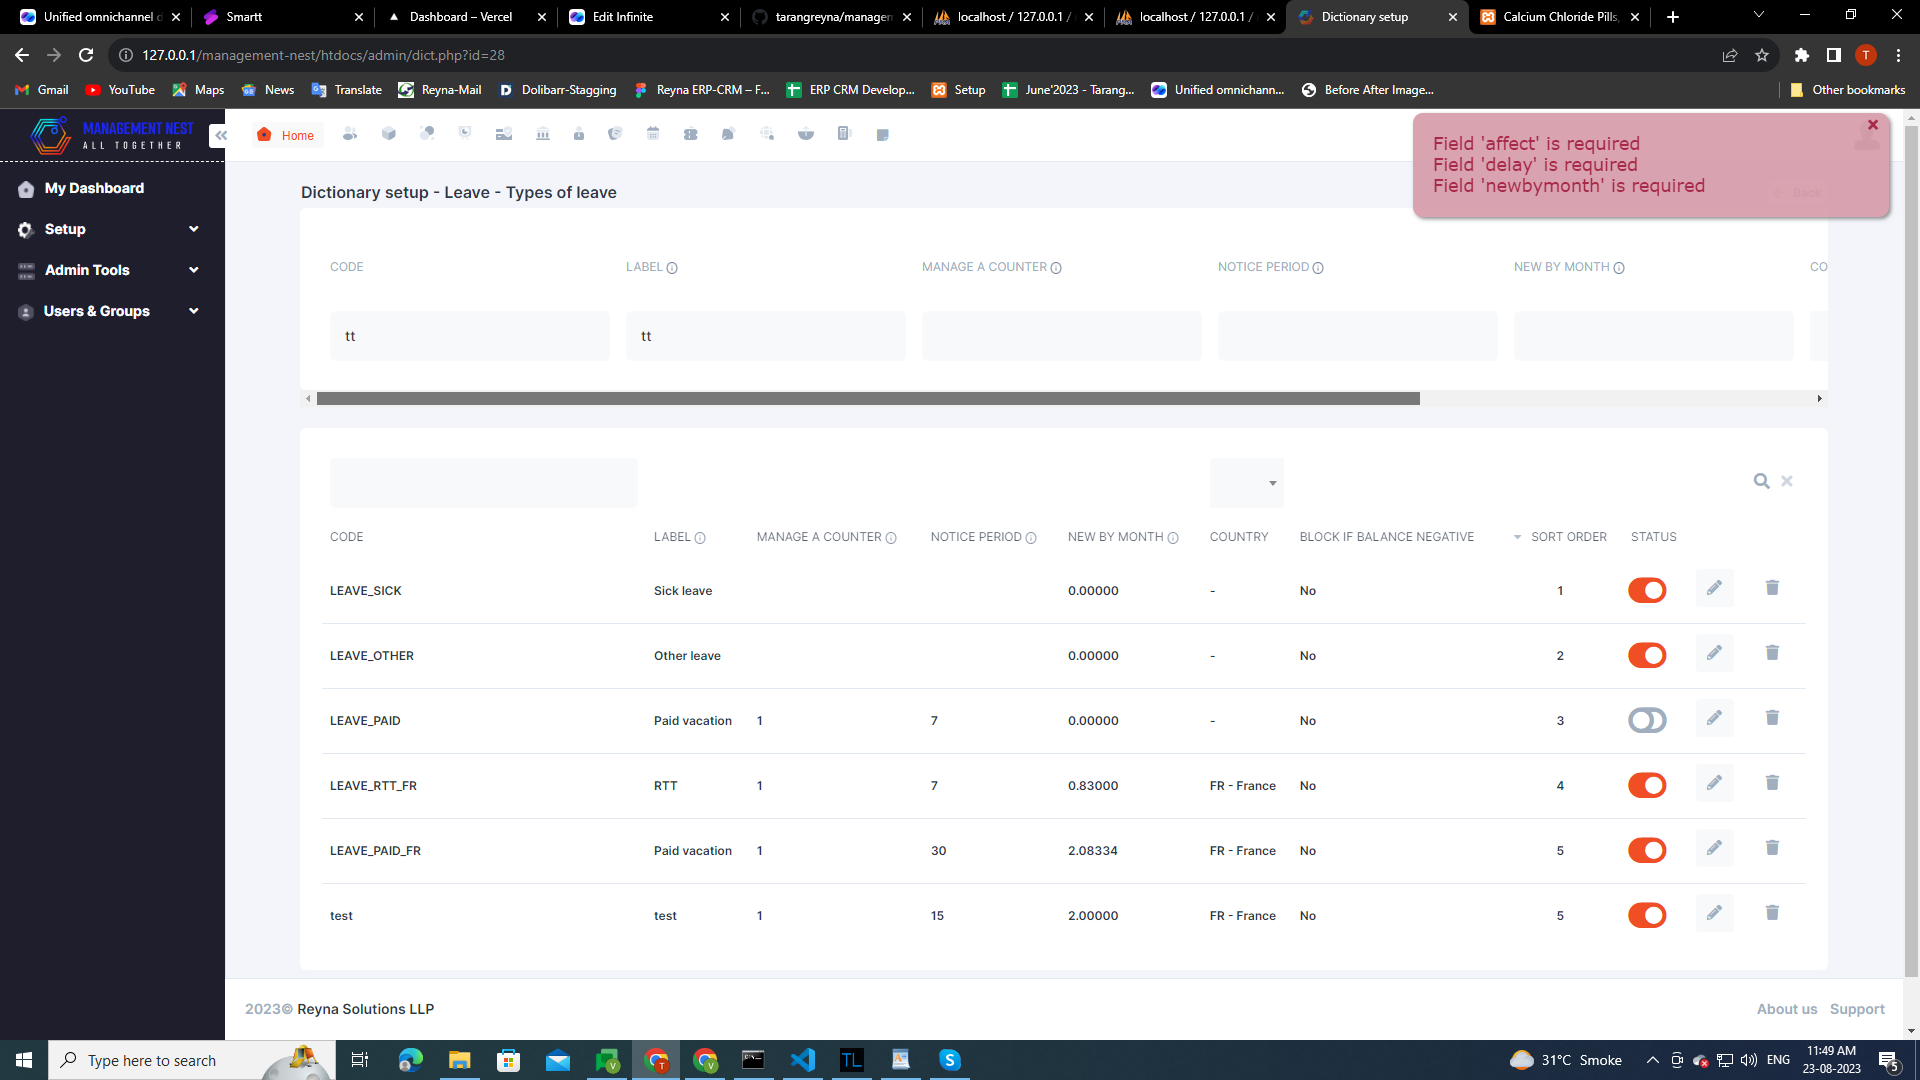 Unified omnichannel d
Smartt
Dashboard – Vercel
Edit Infinite
tarangreyna/managem
localhost / 127.0.0.1 /
localhost / 127.0.0.1 /
Dictionary setup
Calcium Chloride Pills,
127.0.0.1/management-nest/htdocs/admin/dict.php?id=28
T
Gmail
YouTube
Maps
News
Translate
Reyna-Mail
Dolibarr-Stagging
Reyna ERP-CRM – F...
ERP CRM Develop...
Setup
June'2023 - Tarang...
Unified omnichann...
Before After Image...
Other bookmarks
MANAGEMENT NEST
ALL TOGETHER
Home
Field 'affect' is required
Field 'delay' is required
Field 'newbymonth' is required
My Dashboard
Setup
Admin Tools
Users & Groups
Dictionary setup - Leave - Types of leave
Back
CODE LABEL MANAGE A COUNTER NOTICE PERIOD NEW BY MONTH CO
tt tt
CODE LABEL MANAGE A COUNTER NOTICE PERIOD NEW BY MONTH COUNTRY BLOCK IF BALANCE NEGATIVE SORT ORDER STATUS
LEAVE_SICK Sick leave 0.00000 - No 1
LEAVE_OTHER Other leave 0.00000 - No 2
LEAVE_PAID Paid vacation 1 7 0.00000 - No 3
LEAVE_RTT_FR RTT 1 7 0.83000 FR - France No 4
LEAVE_PAID_FR Paid vacation 1 30 2.08334 FR - France No 5
test test 1 15 2.00000 FR - France No 5
2023© Reyna Solutions LLP
About us Support
Type here to search
31°C Smoke
ENG
11:49 AM
23-08-2023
5